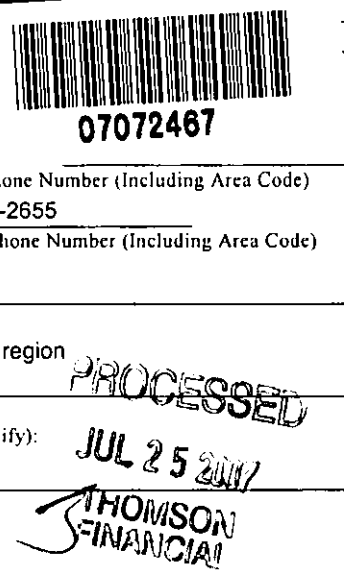 07072467
one Number (Including Area Code)
-2655
hone Number (Including Area Code)
region
PROCESSED
ify):
JUL 25 2007
THOMSON
FINANCIAL